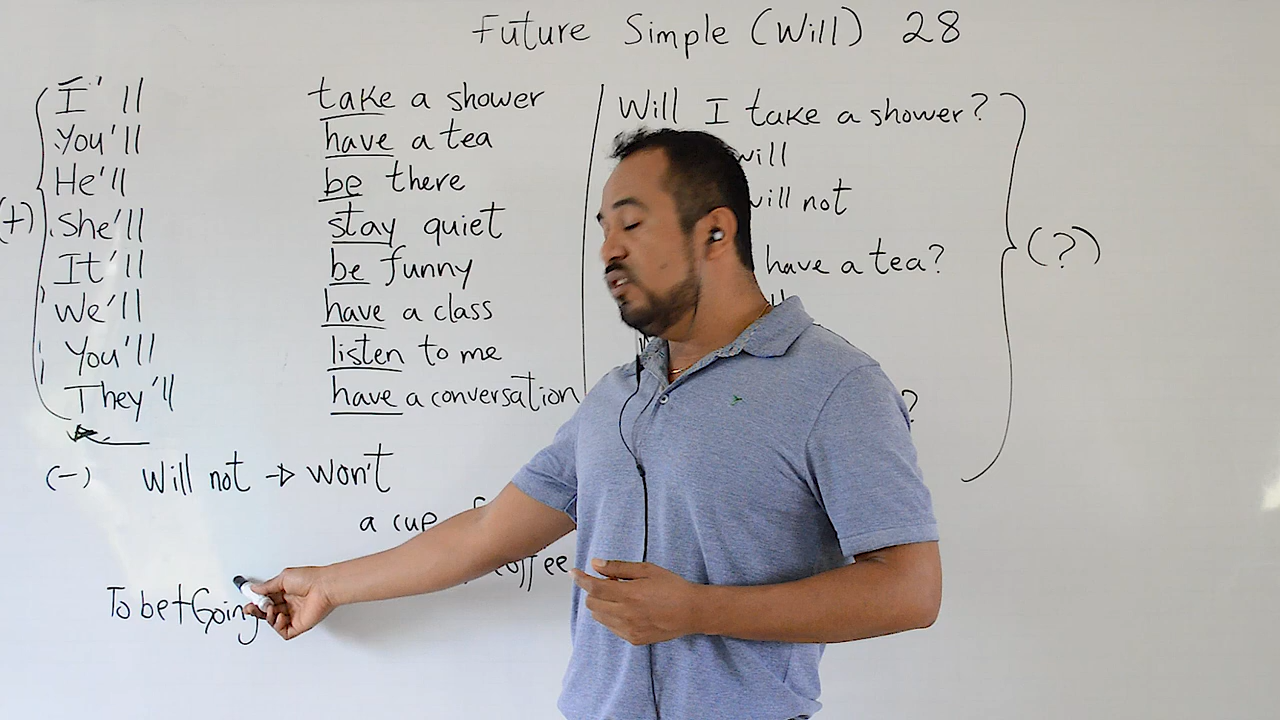 Future Simple (Will) 28
(+)
I'll take a shower
You'll have a tea
He'll be there
She'll stay quiet
It'll be funny
We'll have a class
You'll listen to me
They'll have a conversation
(-) Will not → won't
a cup
coffee
To be + Going
Will I take a shower?
will
will not
have a tea?
?
(?)